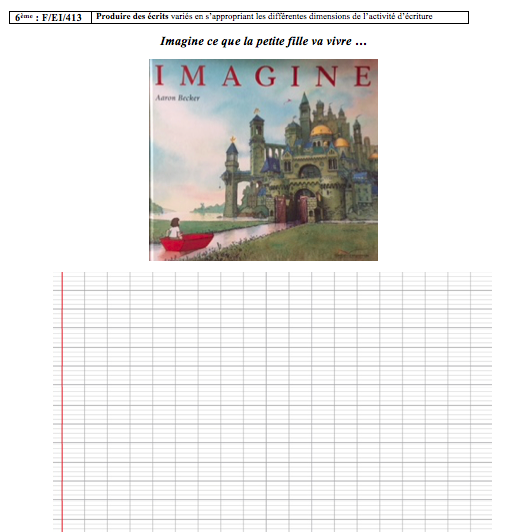 6ème : F/EI/413 Produire des écrits variés en s'appropriant les différentes dimensions de l'activité d'écriture
Imagine ce que la petite fille va vivre …
IMAGINE
Aaron Becker